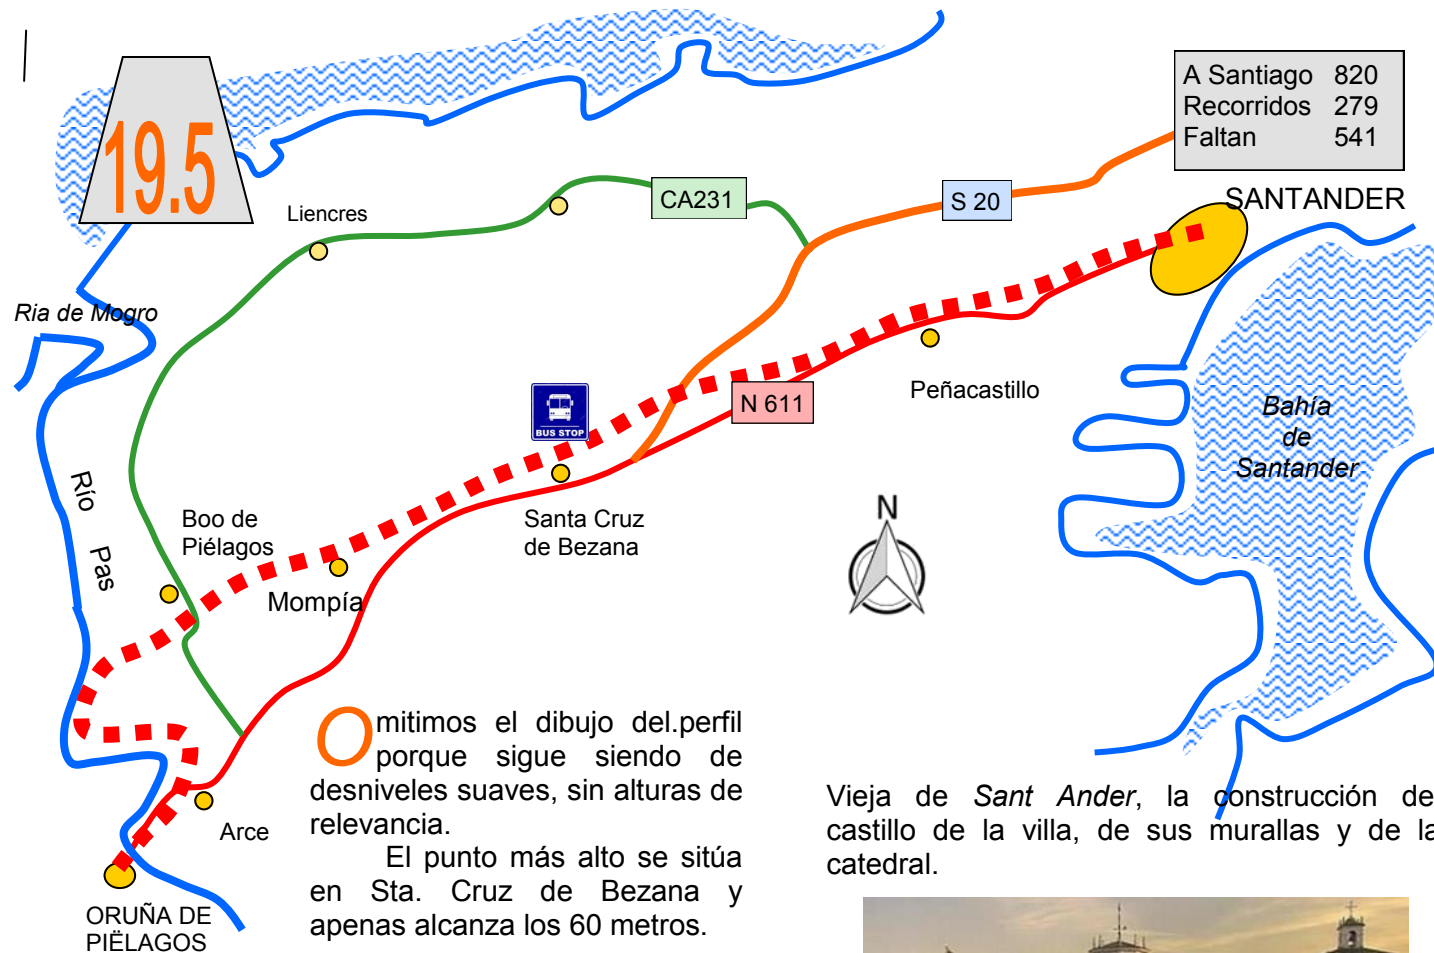 19.5
A Santiago 820
Recorridos 279
Faltan 541
SANTANDER
CA231
S 20
Liencres
Ria de Mogro
N 611
Peñacastillo
BUS STOP
Bahía
de
Santander
Río
Pas
Boo de
Piélagos
Santa Cruz
de Bezana
N
Mompía
Arce
ORUÑA DE
PIËLAGOS
Omitimos el dibujo del.perfil
porque sigue siendo de
desniveles suaves, sin alturas de
relevancia.
El punto más alto se sitúa
en Sta. Cruz de Bezana y
apenas alcanza los 60 metros.
Vieja de Sant Ander, la construcción de
castillo de la villa, de sus murallas y de la
catedral.